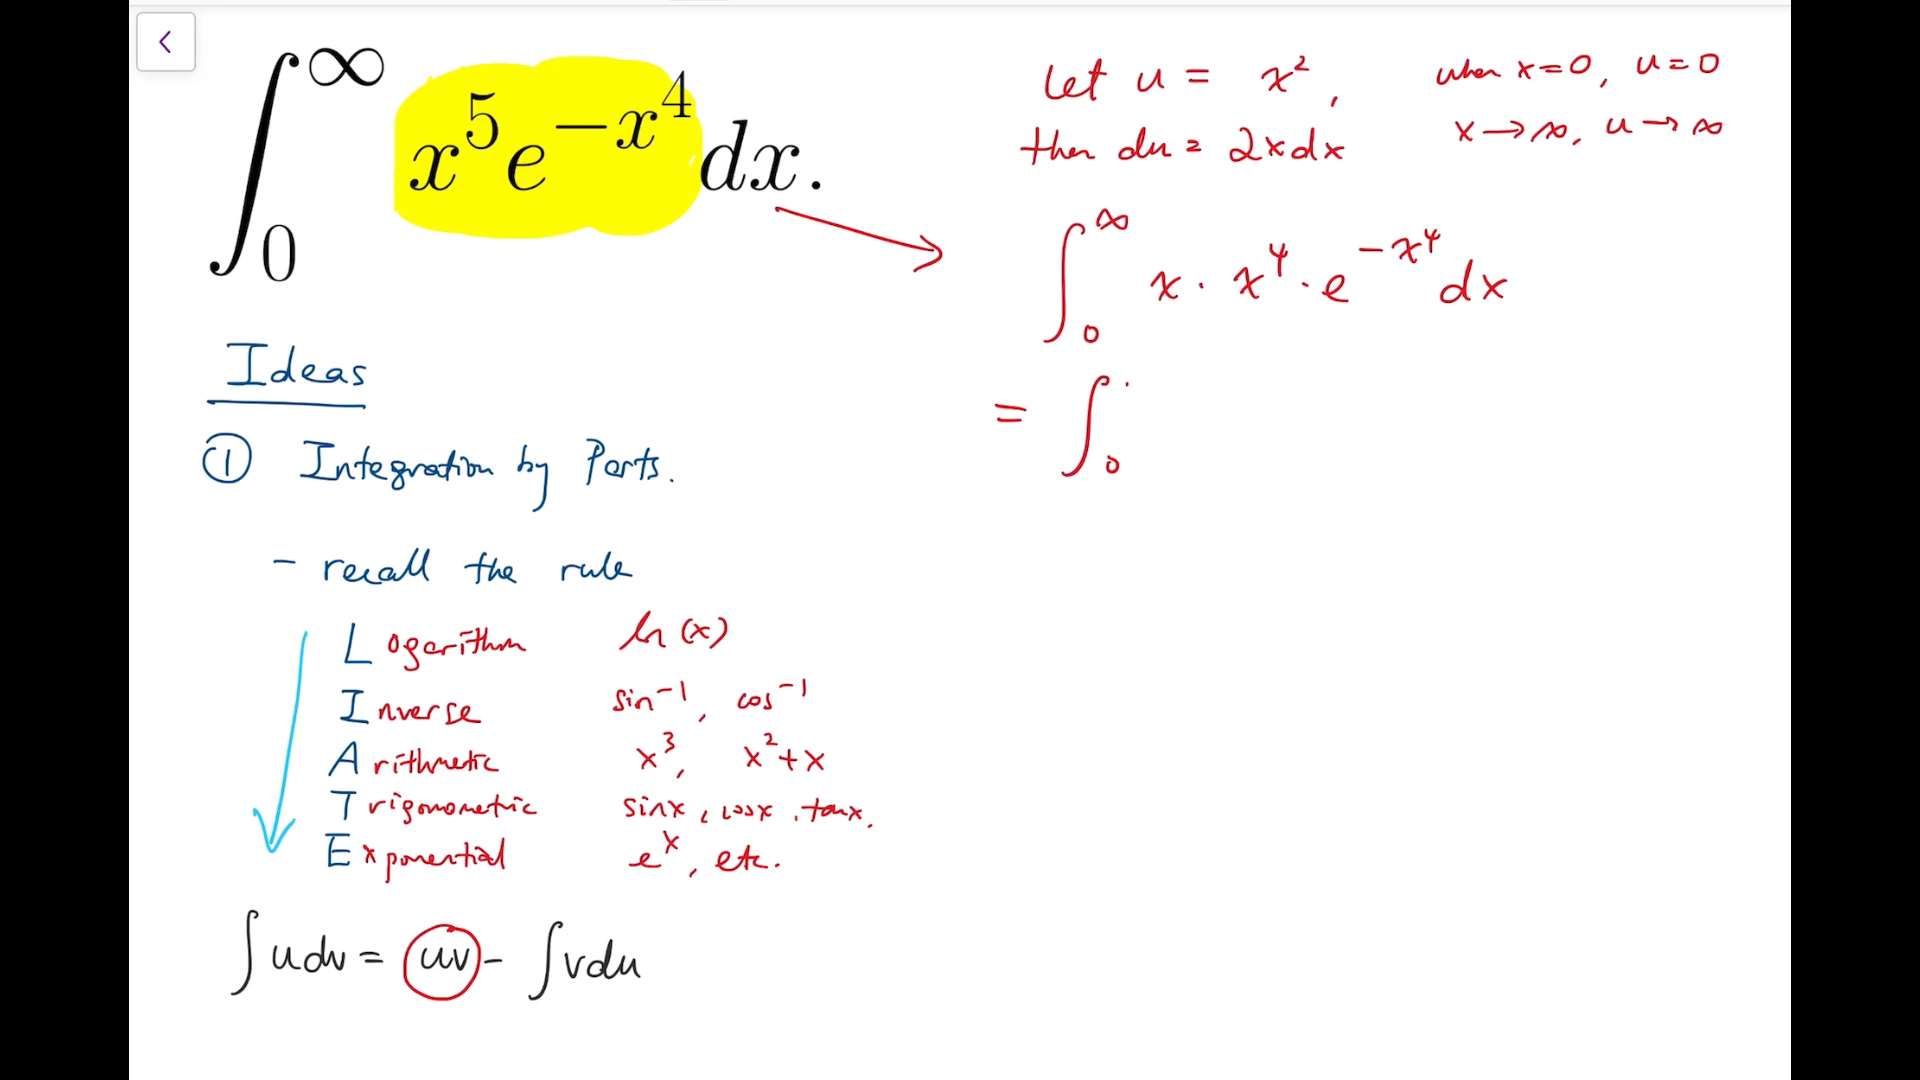 ∫₀^∞ x⁵e^{−x⁴}dx.
Let u = x²,
then du = 2xdx
when x=0, u=0
x→∞, u→∞
∫₀^∞ x · x⁴ · e^{−x⁴} dx
= ∫₀
Ideas
① Integration by Parts.
- recall the rule
Logarithm ln(x)
Inverse sin⁻¹, cos⁻¹
Arithmetic x³, x²+x
Trigonometric sinx, cosx, tanx.
Exponential eˣ, etc.
∫udv = uv - ∫vdu